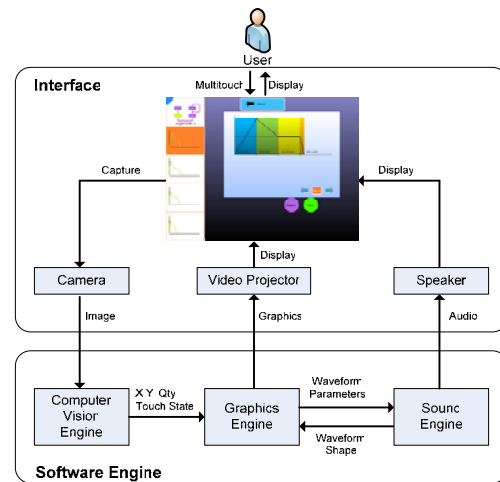 User
Interface
Multitouch
Display
Capture
Display
Display
Camera
Video Projector
Speaker
Image
Graphics
Audio
Computer
Vision
Engine
X Y Qty
Touch State
Graphics
Engine
Waveform
Parameters
Waveform
Shape
Sound
Engine
Software Engine